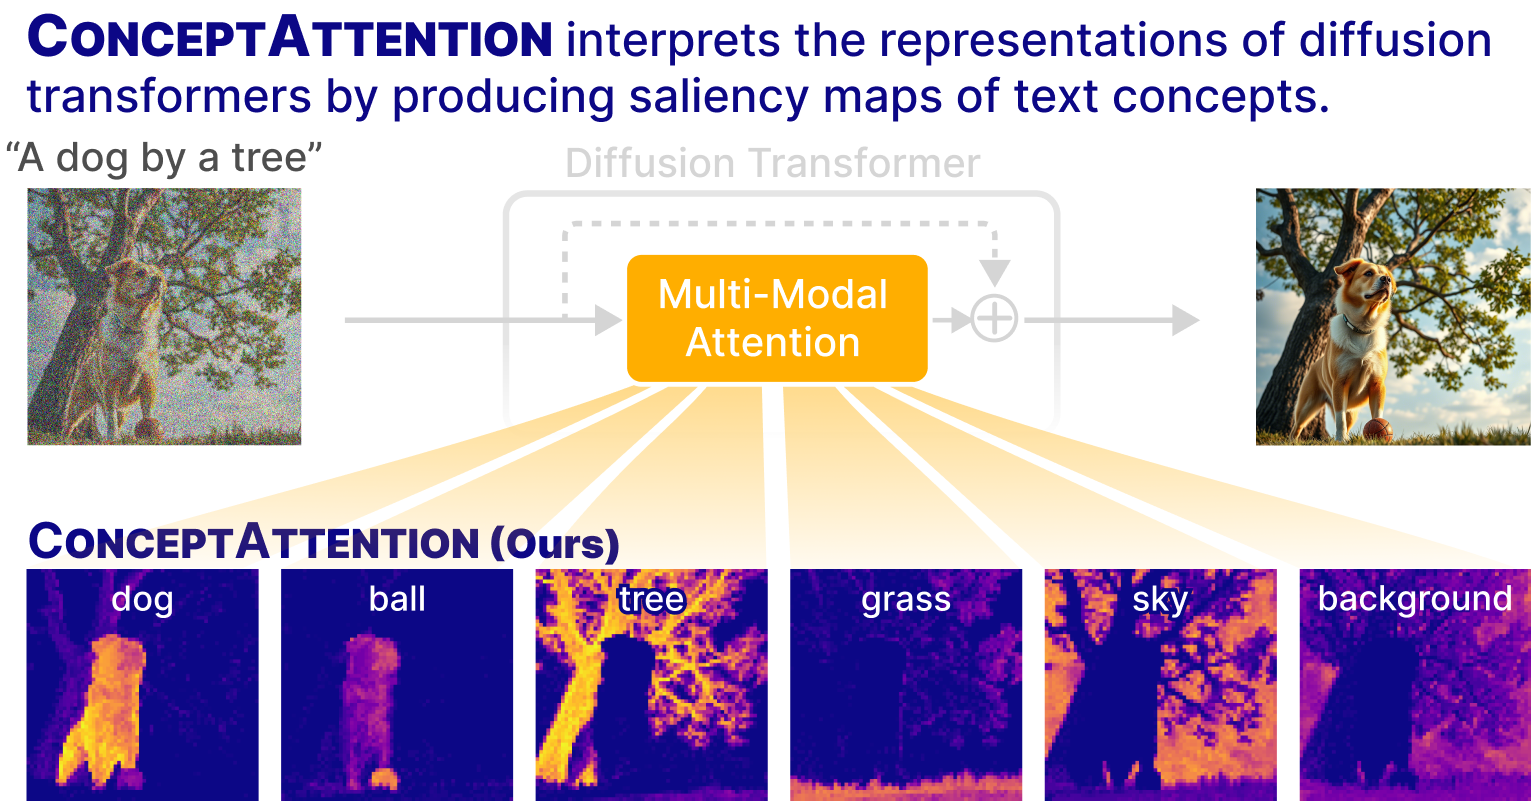 CONCEPTATTENTION interprets the representations of diffusion
transformers by producing saliency maps of text concepts.
“A dog by a tree”
Diffusion Transformer
Multi-Modal
Attention
CONCEPTATTENTION (Ours)
dog
ball
tree
grass
sky
background